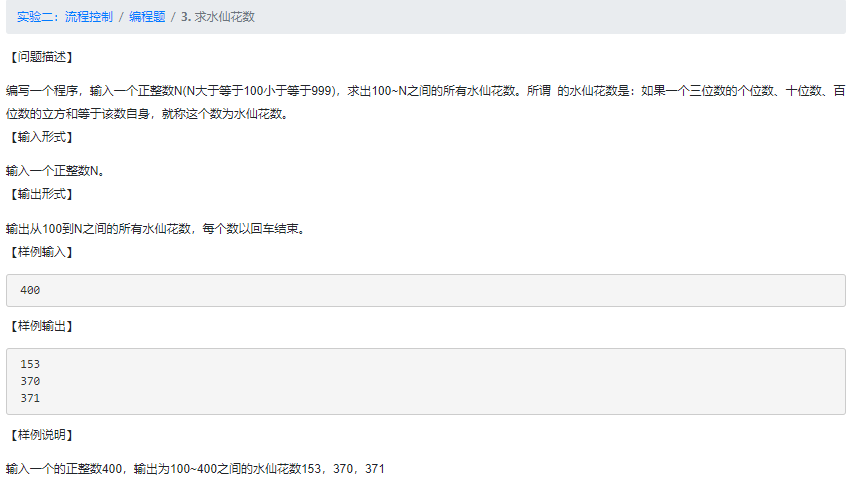 实验二：流程控制 / 编程题 / 3. 求水仙花数
【问题描述】
编写一个程序，输入一个正整数N(N大于等于100小于等于999)，求出100~N之间的所有水仙花数。所谓 的水仙花数是：如果一个三位数的个位数、十位数、百
位数的立方和等于该数自身，就称这个数为水仙花数。
【输入形式】
输入一个正整数N。
【输出形式】
输出从100到N之间的所有水仙花数，每个数以回车结束。
【样例输入】
400
【样例输出】
153
370
371
【样例说明】
输入一个的正整数400，输出为100~400之间的水仙花数153，370，371